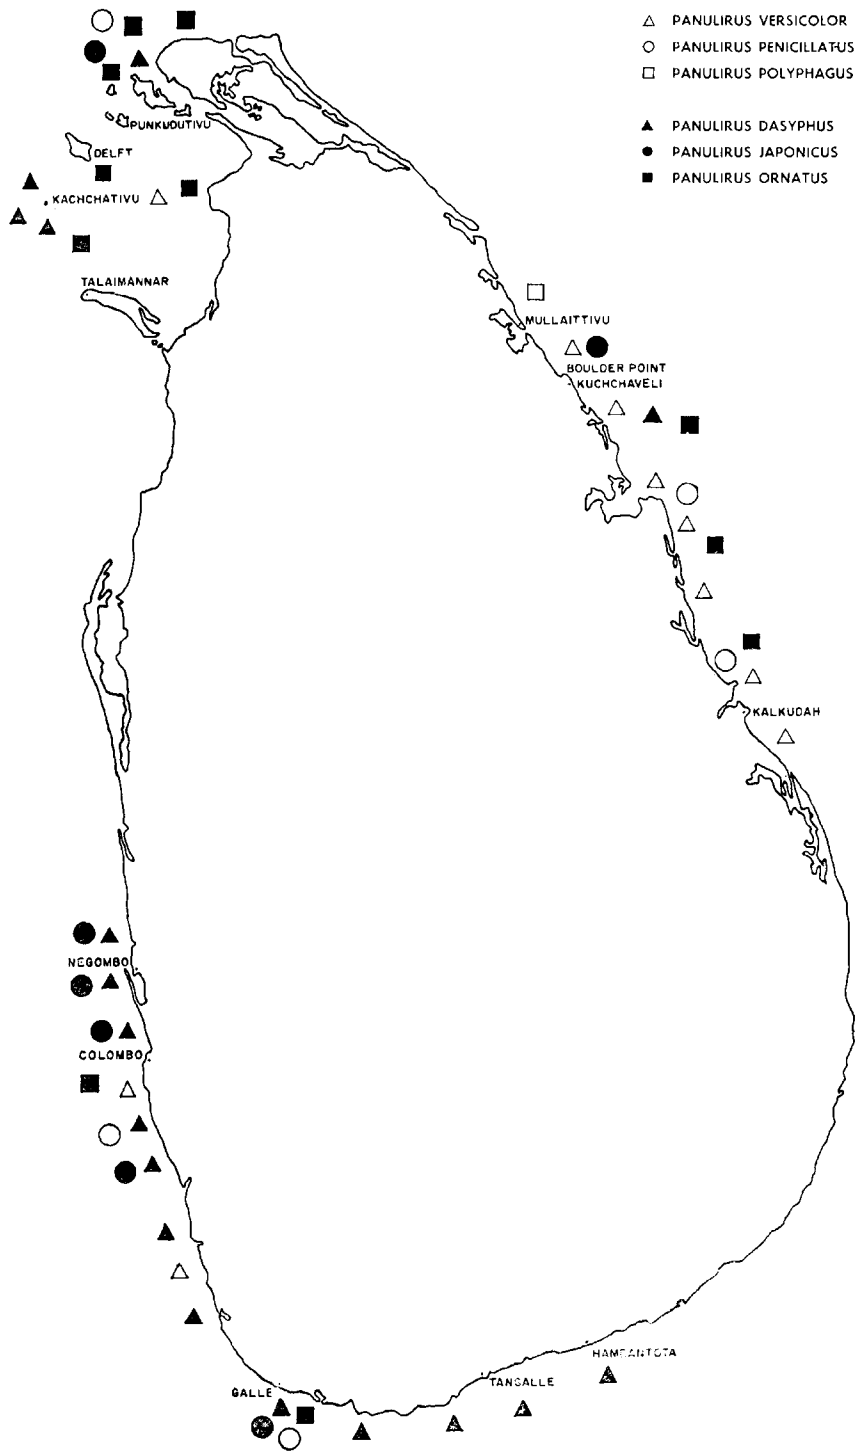 PANULIRUS VERSICOLOR
PANULIRUS PENICILLATUS
PANULIRUS POLYPHAGUS
PANULIRUS DASYPHUS
PANULIRUS JAPONICUS
PANULIRUS ORNATUS
PUNKUDUTIVU
DELFT
KACHCHATIVU
TALAIMANNAR
MULLAITTIVU
BOULDER POINT
KUCHCHAVELI
KALKUDAH
NEGOMBO
COLOMBO
HAMBANTOTA
TANGALLE
GALLE